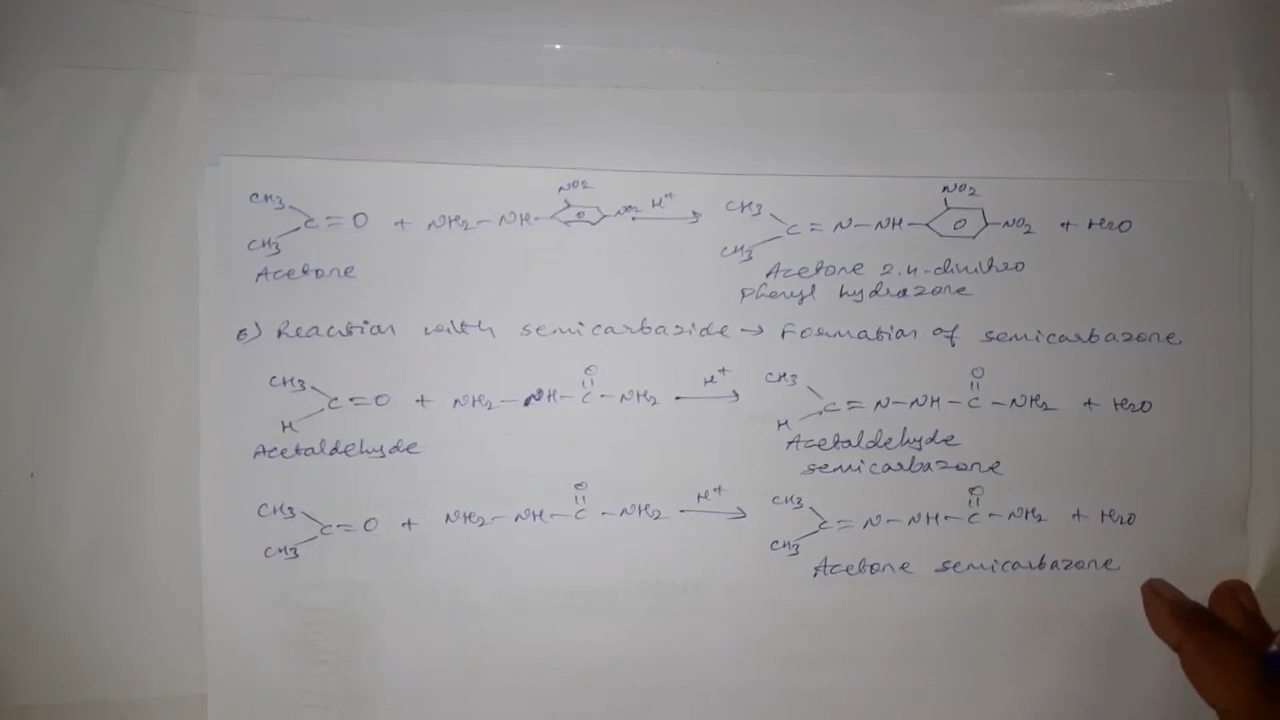 NO2 NO2
CH3 CH3
C=O + NH2-NH- NO2 H+ C=N-NH- NO2 + H2O
CH3 CH3
Acetone Acetone 2,4-dinitro
phenyl hydrazone
6) Reaction with semicarbazide → Formation of semicarbazone
CH3 O H+ CH3 O
C=O + NH2-NH-C-NH2 → C=N-NH-C-NH2 + H2O
H H
Acetaldehyde Acetaldehyde
semicarbazone
CH3 O H+ CH3 O
C=O + NH2-NH-C-NH2 → C=N-NH-C-NH2 + H2O
CH3 CH3
Acetone semicarbazone